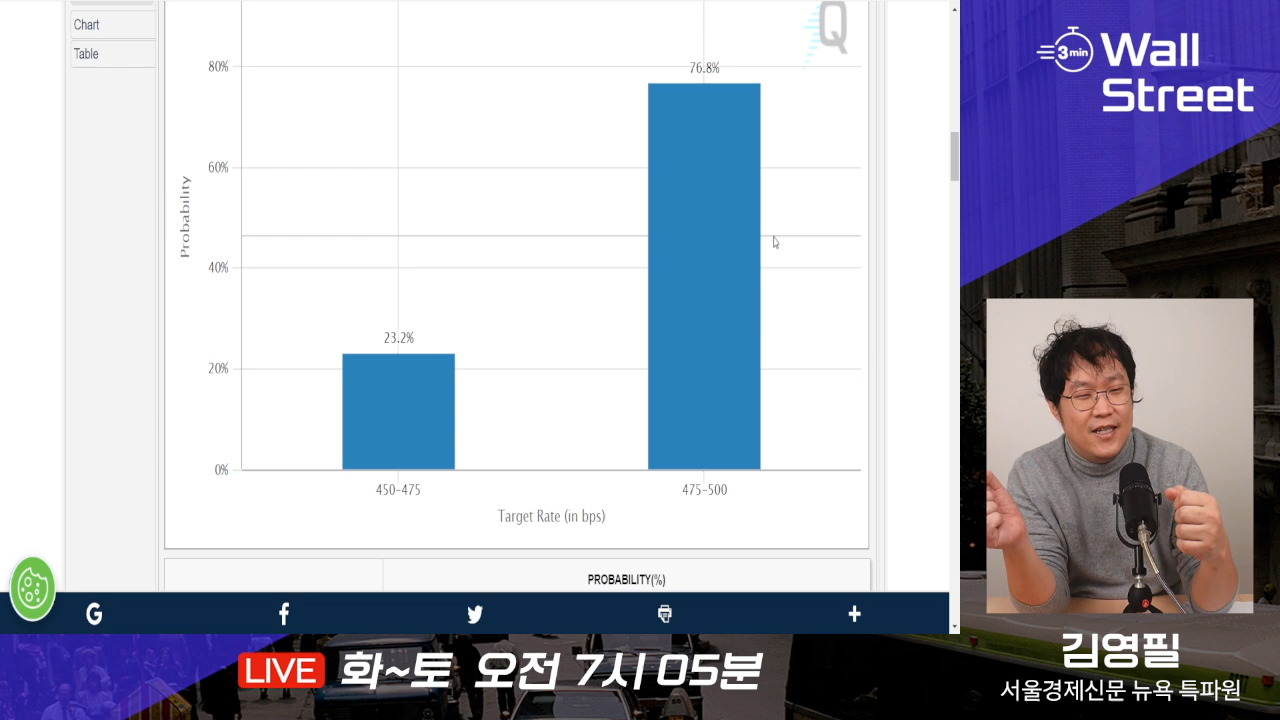 Chart
Table
Q
80%
60%
40%
20%
0%
Probability
76.8%
23.2%
450-475
475-500
Target Rate (in bps)
PROBABILITY(%)
G
f
+
LIVE 화~토 오전 7시 05분
3min Wall
Street
김영필
서울경제신문 뉴욕 특파원